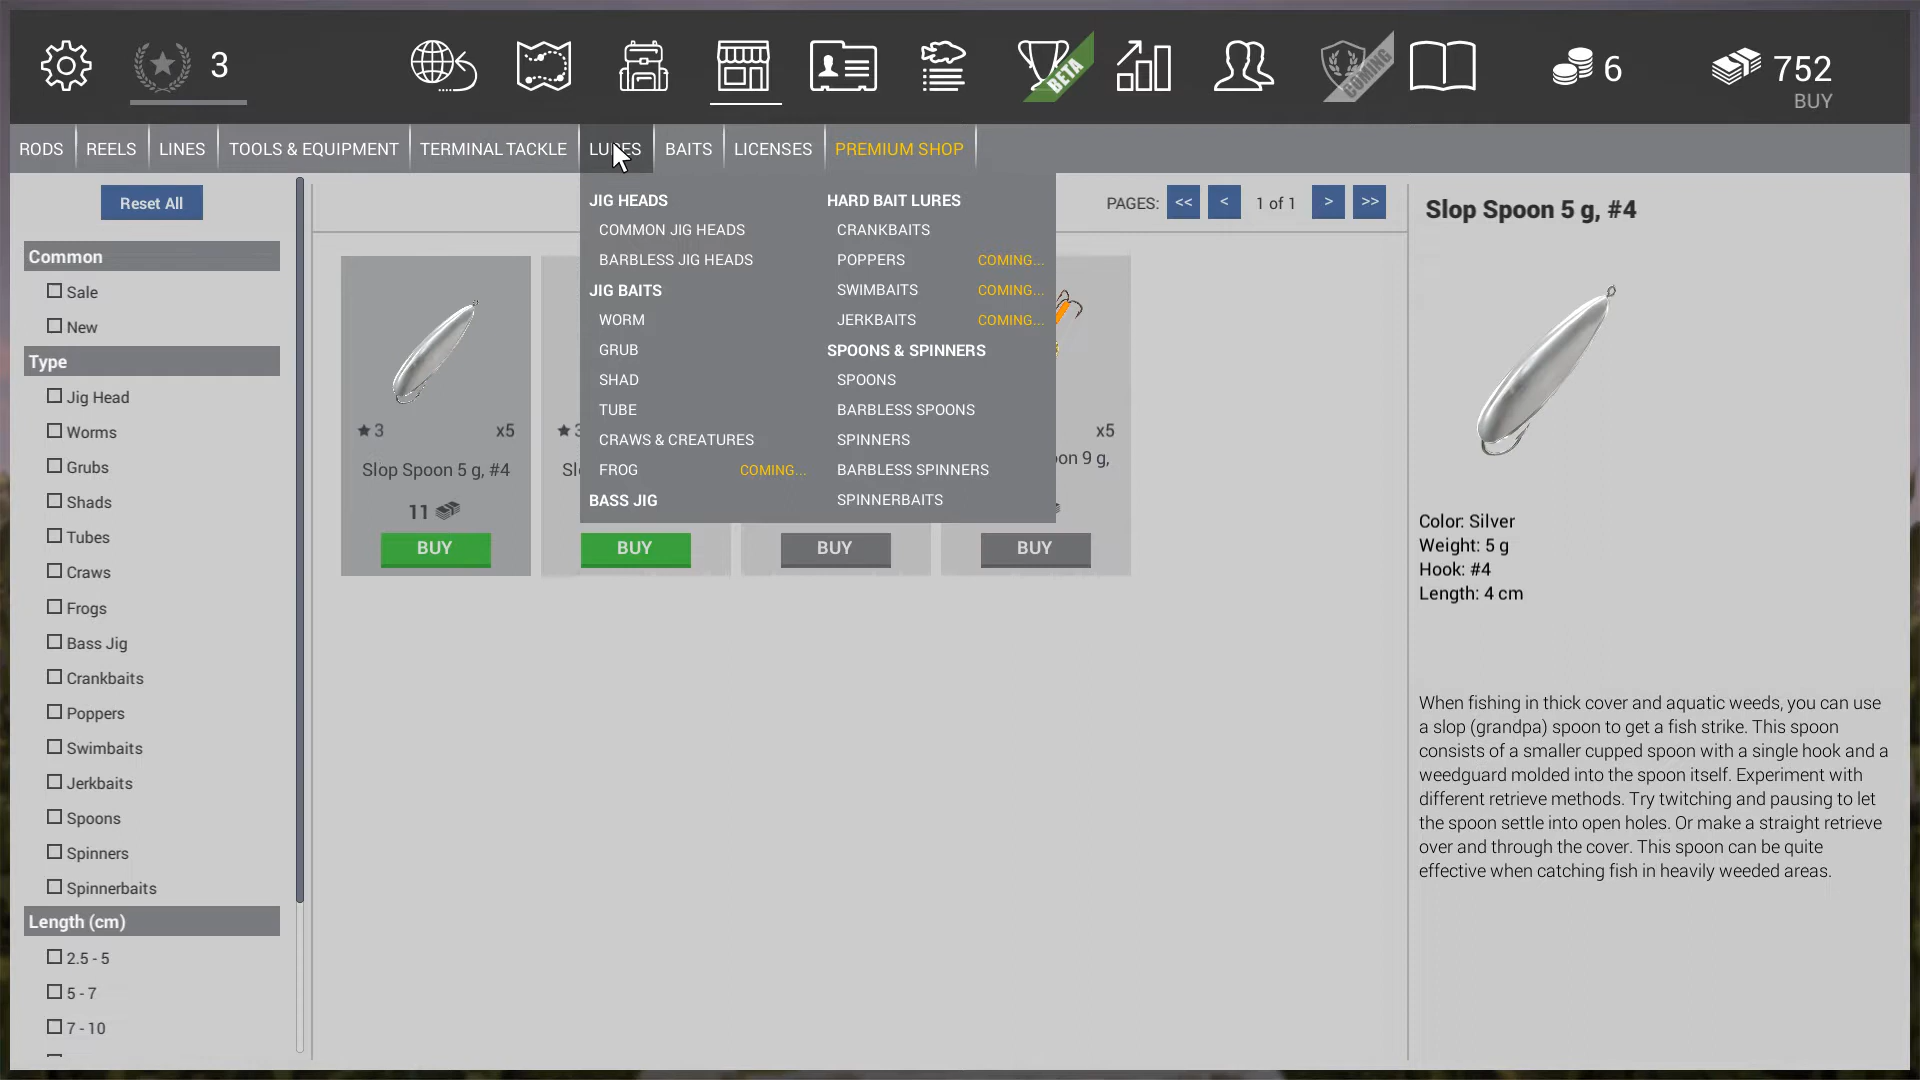 3
BETA
COMING
6
752
BUY
RODS
REELS
LINES
TOOLS & EQUIPMENT
TERMINAL TACKLE
LURES
BAITS
LICENSES
PREMIUM SHOP
Reset All
Common
Sale
New
Type
Jig Head
Worms
Grubs
Shads
Tubes
Craws
Frogs
Bass Jig
Crankbaits
Poppers
Swimbaits
Jerkbaits
Spoons
Spinners
Spinnerbaits
Length (cm)
2.5 - 5
5 - 7
7 - 10
JIG HEADS
COMMON JIG HEADS
BARBLESS JIG HEADS
JIG BAITS
WORM
GRUB
SHAD
TUBE
CRAWS & CREATURES
FROG COMING...
BASS JIG
HARD BAIT LURES
CRANKBAITS
POPPERS COMING...
SWIMBAITS COMING...
JERKBAITS COMING...
SPOONS & SPINNERS
SPOONS
BARBLESS SPOONS
SPINNERS
BARBLESS SPINNERS
SPINNERBAITS
PAGES: << < 1 of 1 > >>
3 x5
Slop Spoon 5 g, #4
11
BUY
3
Sl
BUY
BUY
x5
oon 9 g,
BUY
Slop Spoon 5 g, #4
Color: Silver
Weight: 5 g
Hook: #4
Length: 4 cm
When fishing in thick cover and aquatic weeds, you can use
a slop (grandpa) spoon to get a fish strike. This spoon
consists of a smaller cupped spoon with a single hook and a
weedguard molded into the spoon itself. Experiment with
different retrieve methods. Try twitching and pausing to let
the spoon settle into open holes. Or make a straight retrieve
over and through the cover. This spoon can be quite
effective when catching fish in heavily weeded areas.